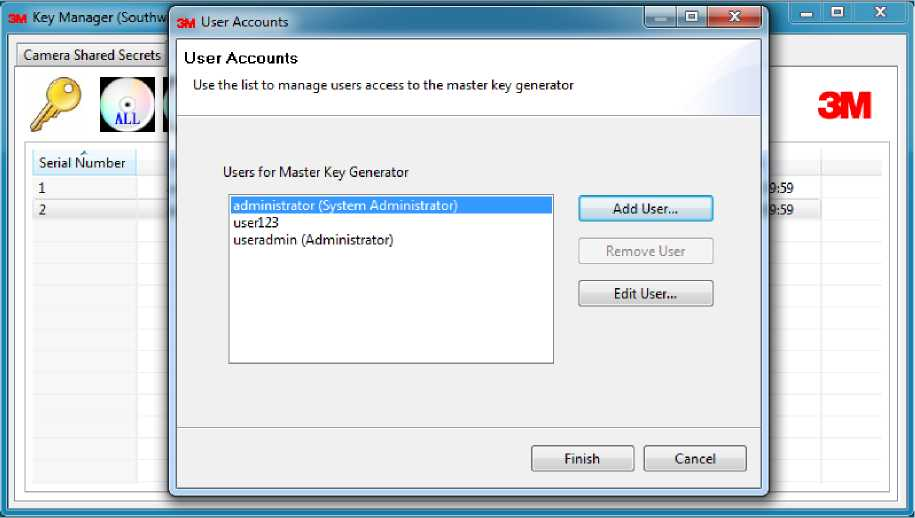 3M Key Manager (Southw
3M User Accounts
Camera Shared Secrets
User Accounts
Use the list to manage users access to the master key generator
ALL
3M
Serial Number
1
9:59
2
9:59
Users for Master Key Generator
administrator (System Administrator)
user123
useradmin (Administrator)
Add User...
Remove User
Edit User...
Finish
Cancel